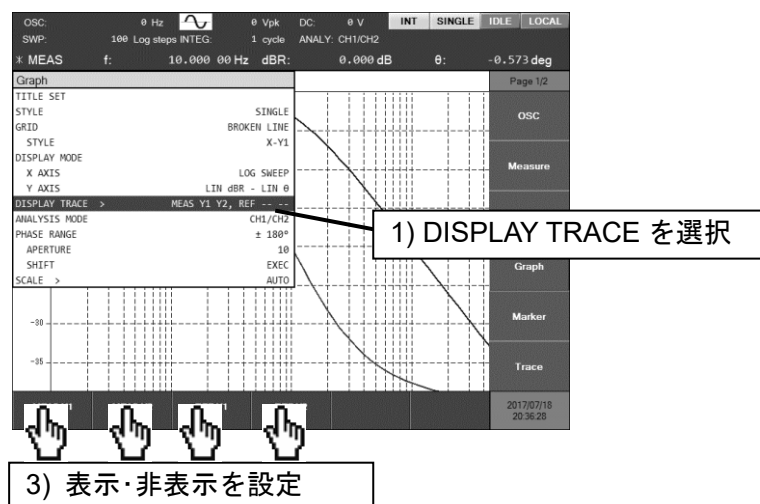 OSC: 0 Hz 0 Vpk DC: 0 V INT SINGLE IDLE LOCAL
SWP: 100 Log steps INTEG: 1 cycle ANALY: CH1/CH2
* MEAS f: 10.000 00 Hz dBR: 0.000 dB θ: -0.573 deg
Graph
Page 1/2
TITLE SET
STYLE SINGLE
OSC
GRID BROKEN LINE
STYLE X-Y1
DISPLAY MODE
Measure
X AXIS LOG SWEEP
Y AXIS LIN dBR - LIN θ
DISPLAY TRACE > MEAS Y1 Y2, REF -- --
ANALYSIS MODE CH1/CH2
1) DISPLAY TRACE を選択
PHASE RANGE ± 180°
APERTURE 10
SHIFT EXEC
Graph
SCALE > AUTO
-30
Marker
-35
Trace
2017/07/18
20:36:28
3) 表示・非表示を設定